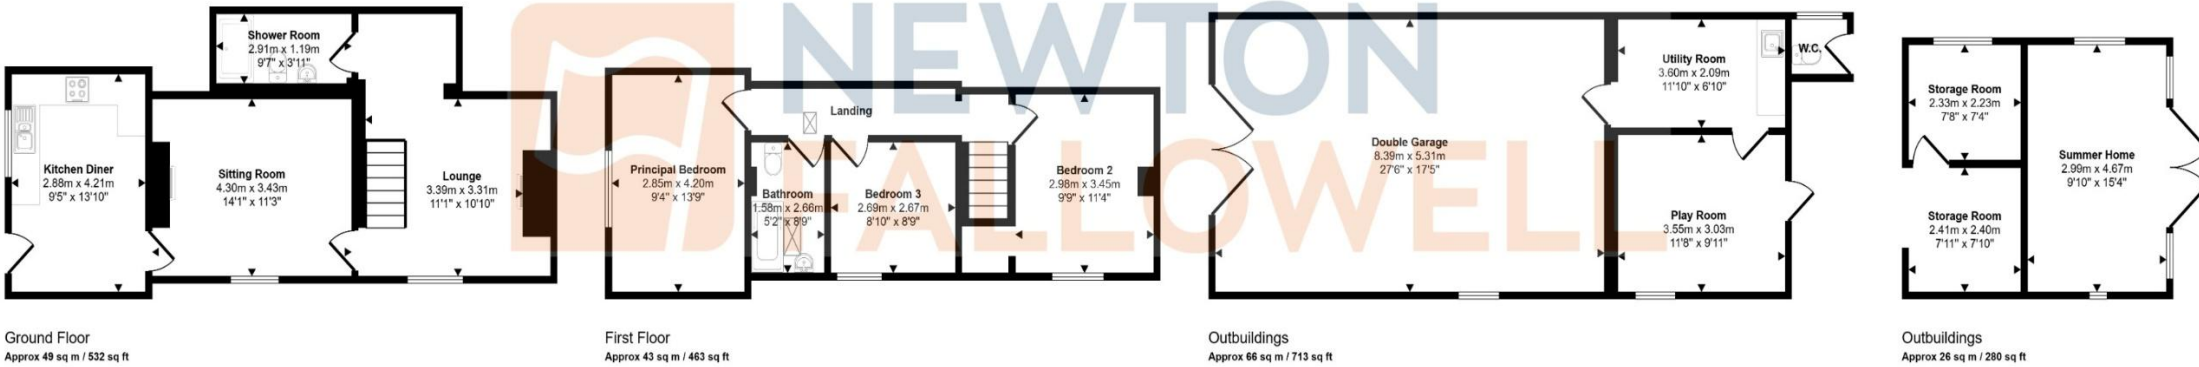 NEWTON
FALLOWELL
Shower Room
2.91m x 1.19m
9'7" x 3'11"
Kitchen Diner
2.88m x 4.21m
9'5" x 13'10"
Sitting Room
4.30m x 3.43m
14'1" x 11'3"
Lounge
3.39m x 3.31m
11'1" x 10'10"
Ground Floor
Approx 49 sq m / 532 sq ft
Landing
Principal Bedroom
2.85m x 4.20m
9'4" x 13'9"
Bathroom
1.58m x 2.66m
5'2" x 8'9"
Bedroom 3
2.69m x 2.67m
8'10" x 8'9"
Bedroom 2
2.98m x 3.45m
9'9" x 11'4"
First Floor
Approx 43 sq m / 463 sq ft
Double Garage
8.39m x 5.31m
27'6" x 17'5"
Utility Room
3.60m x 2.09m
11'10" x 6'10"
W.C.
Play Room
3.55m x 3.03m
11'8" x 9'11"
Outbuildings
Approx 66 sq m / 713 sq ft
Storage Room
2.33m x 2.23m
7'8" x 7'4"
Storage Room
2.41m x 2.40m
7'11" x 7'10"
Summer Home
2.99m x 4.67m
9'10" x 15'4"
Outbuildings
Approx 26 sq m / 280 sq ft